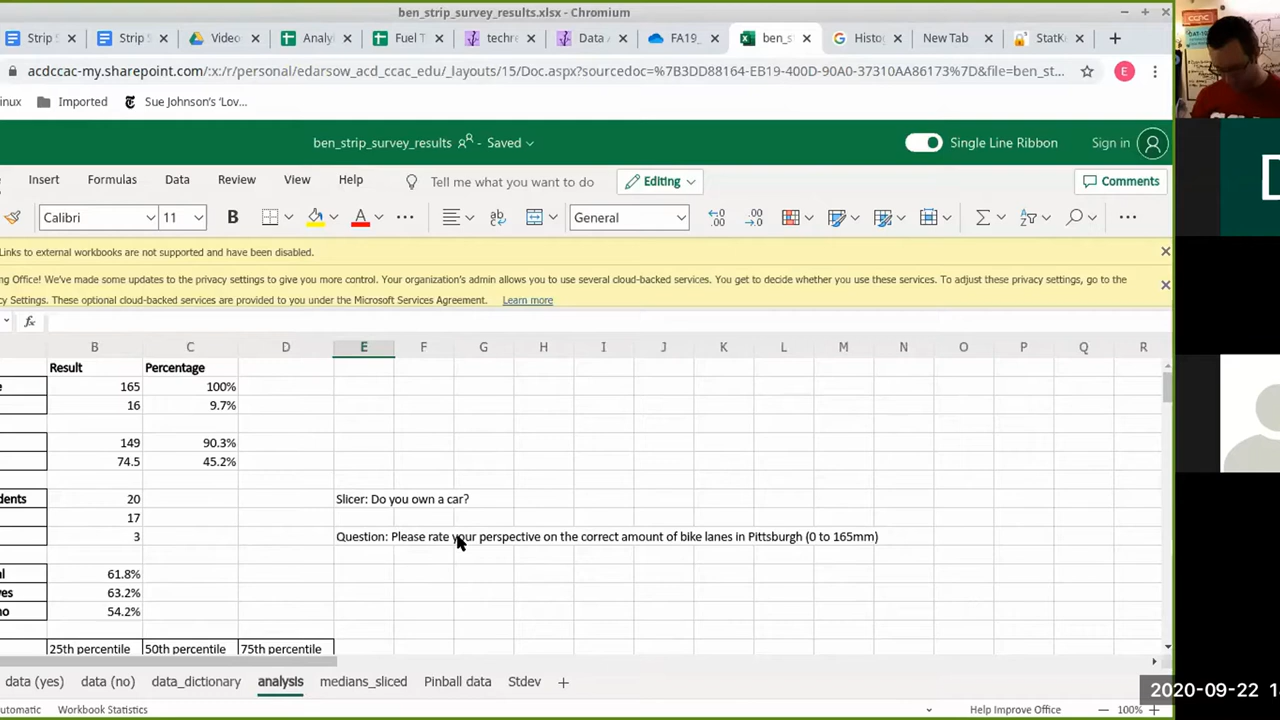 ben_strip_survey_results.xlsx - Chromium
Strip
Strip S
Video
Analy
Fuel T
techre
Data A
FA19_
ben_s
Histo
New Tab
StatK
acdccac-my.sharepoint.com/:x:/r/personal/edarsow_acd_ccac_edu/_layouts/15/Doc.aspx?sourcedoc=%7B3DD88164-EB19-400D-90A0-37310AA86173%7D&file=ben_st...
E
inux
Imported
Sue Johnson's 'Lov...
ben_strip_survey_results - Saved
Single Line Ribbon
Sign in
Insert
Formulas
Data
Review
View
Help
Tell me what you want to do
Editing
Comments
Calibri
11
B
A
General
Links to external workbooks are not supported and have been disabled.
ng Office! We've made some updates to the privacy settings to give you more control. Your organization's admin allows you to use several cloud-backed services. You get to decide whether you use these services. To adjust these privacy settings, go to the
cy Settings. These optional cloud-backed services are provided to you under the Microsoft Services Agreement. Learn more
fx
B C D E F G H I J K L M N O P Q R
Result Percentage
e 165 100%
16 9.7%
149 90.3%
74.5 45.2%
dents 20 Slicer: Do you own a car?
17
3 Question: Please rate your perspective on the correct amount of bike lanes in Pittsburgh (0 to 165mm)
al 61.8%
yes 63.2%
no 54.2%
25th percentile 50th percentile 75th percentile
data (yes)
data (no)
data_dictionary
analysis
medians_sliced
Pinball data
Stdev
utomatic
Workbook Statistics
Help Improve Office
100%
2020-09-22 1